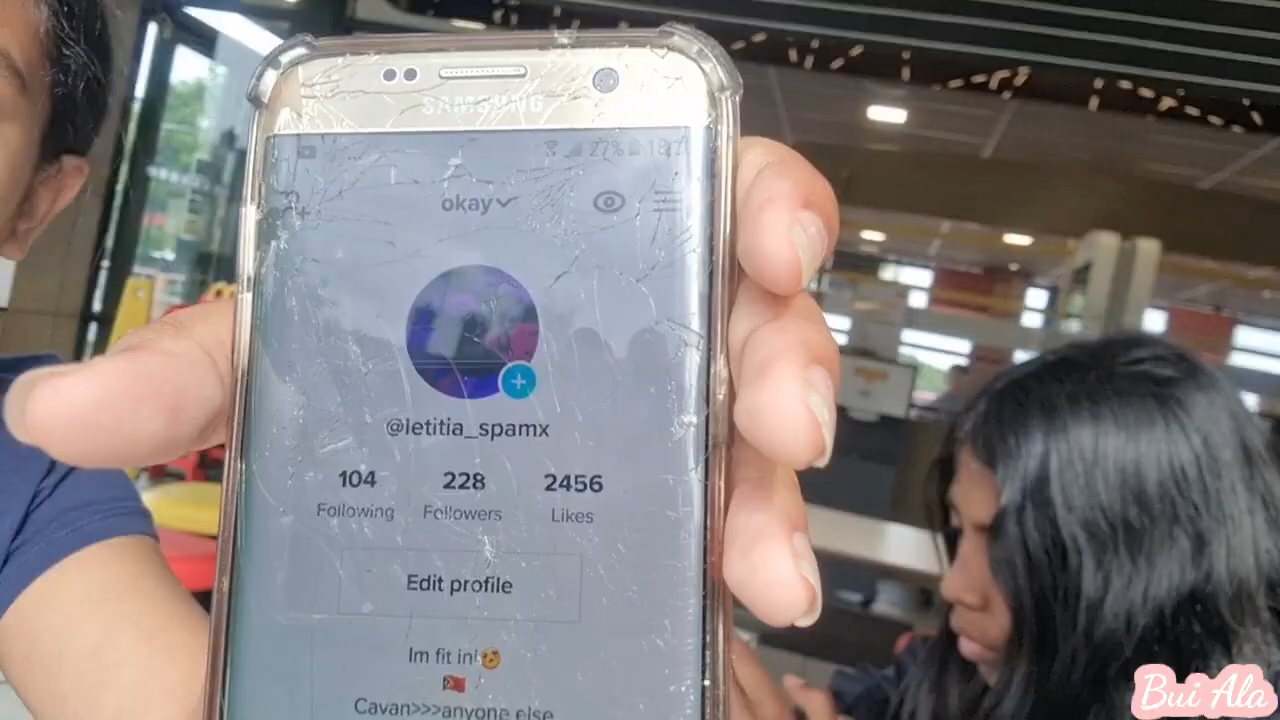 SAMSUNG
27%
okay
@letitia_spamx
104 228 2456
Following Followers Likes
Edit profile
Im fit in
Cavan>>>anyone else
Bui Ala